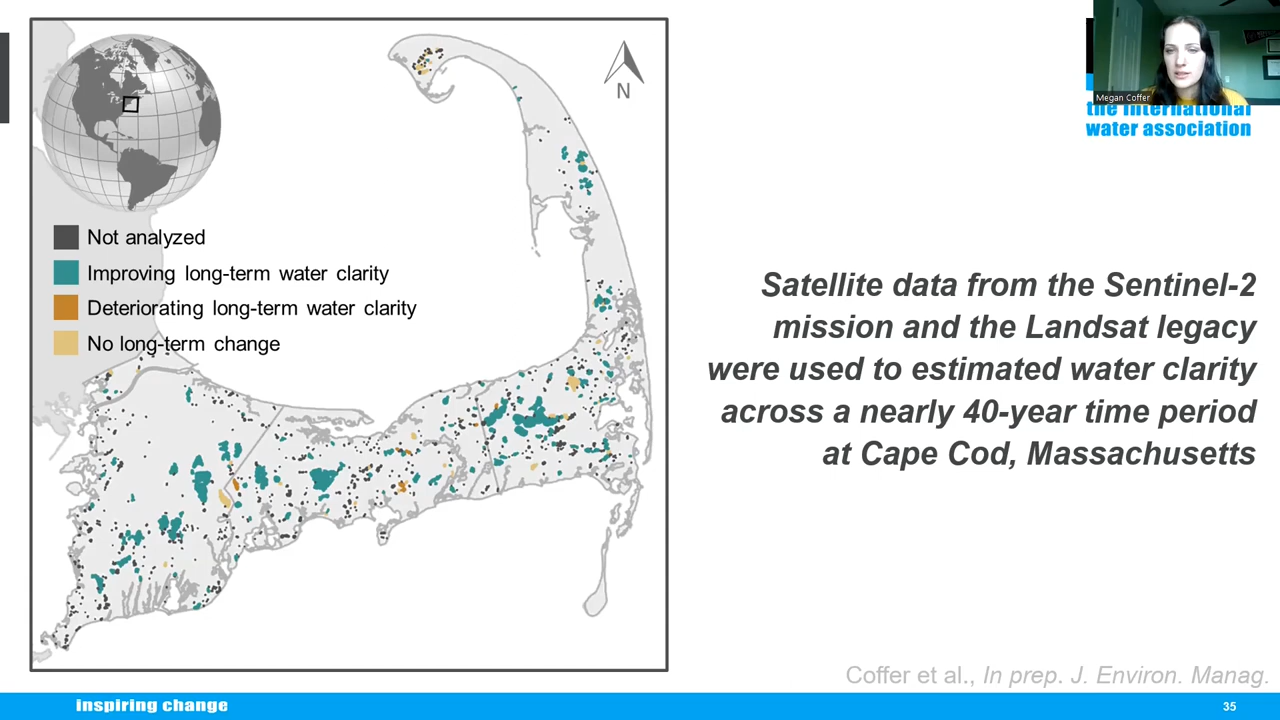 N
Megan Coffer
the international
water association
Not analyzed
Improving long-term water clarity
Deteriorating long-term water clarity
No long-term change
Satellite data from the Sentinel-2
mission and the Landsat legacy
were used to estimated water clarity
across a nearly 40-year time period
at Cape Cod, Massachusetts
Coffer et al., In prep. J. Environ. Manag.
inspiring change
35